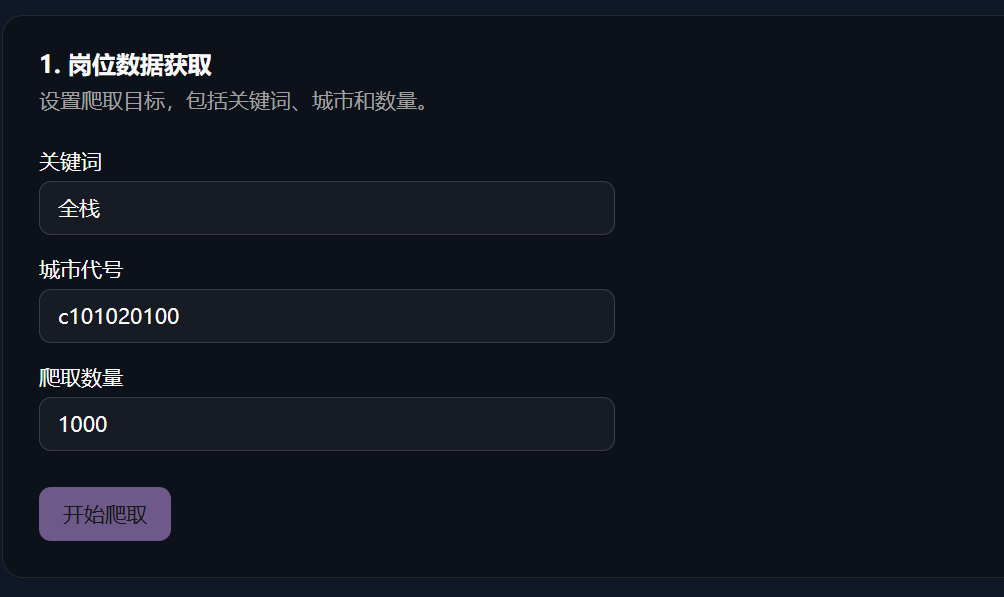 1. 岗位数据获取
设置爬取目标，包括关键词、城市和数量。
关键词
全栈
城市代号
c101020100
爬取数量
1000
开始爬取